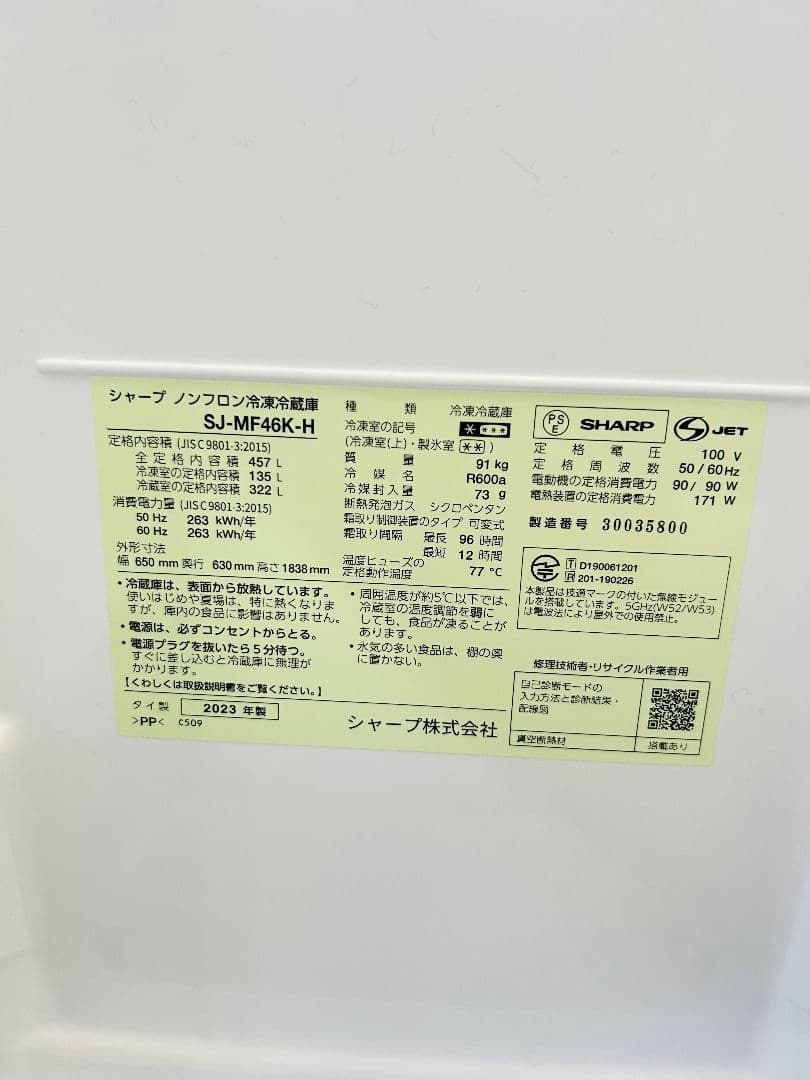 シャープ ノンフロン冷凍冷蔵庫
SJ-MF46K-H
定格内容積 (JIS C 9801-3:2015)
全定格内容積 457 L
冷凍室の定格内容積 135 L
冷蔵室の定格内容積 322 L
消費電力量 (JIS C 9801-3:2015)
50 Hz 263 kWh/年
60 Hz 263 kWh/年
外形寸法
幅 650 mm 奥行 630 mm 高さ 1838 mm
種類 冷凍冷蔵庫
冷凍室の記号 * ***
(冷凍室(上)・製氷室 ** )
質量 91 kg
冷媒名 R600a
冷媒封入量 73 g
断熱発泡ガス シクロペンタン
霜取り制御装置のタイプ 可変式
霜取り間隔 最長 96 時間
最短 12 時間
温度ヒューズの
定格動作温度 77 ℃
PS
E
SHARP
S JET
定格電圧 100 V
定格周波数 50 / 60 Hz
電動機の定格消費電力 90 / 90 W
電熱装置の定格消費電力 171 W
製造番号 30035800
T D190061201
R 201-190226
本製品は技適マークの付いた無線モジュー
ルを搭載しています。5GHz(W52/W53)
は電波法により屋外での使用禁止。
・冷蔵庫は、表面から放熱しています。
使いはじめや夏場は、特に熱くなりま
すが、庫内の食品に影響はありません。
・電源は、必ずコンセントからとる。
・電源プラグを抜いたら5分待つ。
すぐに差し込むと冷蔵庫に無理が
かかります。
【くわしくは取扱説明書をご覧ください。】
・周囲温度が約5℃以下では、
冷蔵室の温度調節を弱に
しても、食品が凍ることが
あります。
・水気の多い食品は、棚の奥
に置かない。
修理技術者・リサイクル作業者用
自己診断モードの
入力方法と診断結果・
配線図
真空断熱材
搭載あり
タイ製 2023 年製
>PP< C509
シャープ株式会社